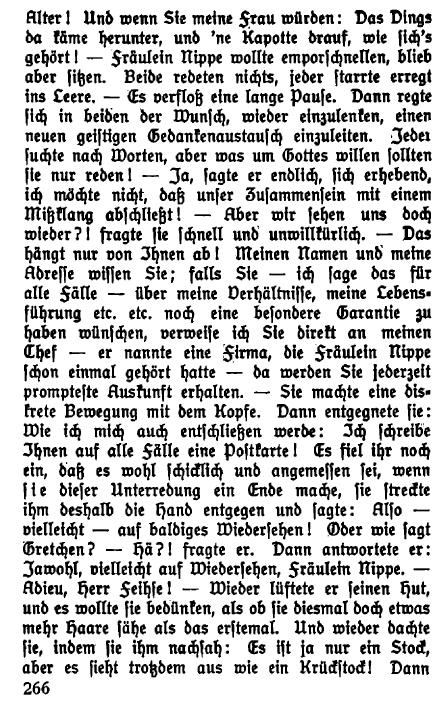 Alter! Und wenn Sie meine Frau würden: Das Dings
da käme herunter, und 'ne Kapotte drauf, wie sich's
gehört! — Fräulein Nippe wollte emporschnellen, blieb
aber sitzen. Beide redeten nichts, jeder starrte erregt
ins Leere. — Es verfloß eine lange Pause. Dann regte
sich in beiden der Wunsch, wieder einzulenken, einen
neuen geistigen Gedankenaustausch einzuleiten. Jeder
suchte nach Worten, aber was um Gottes willen sollten
sie nur reden! — Ja, sagte er endlich, sich erhebend,
ich möchte nicht, daß unser Zusammensein mit einem
Mißklang abschließt! — Aber wir sehen uns doch
wieder?! fragte sie schnell und unwillkürlich. — Das
hängt nur von Ihnen ab! Meinen Namen und meine
Adresse wissen Sie; falls Sie — ich sage das für
alle Fälle — über meine Verhältnisse, meine Lebens-
führung etc. etc. noch eine besondere Garantie zu
haben wünschen, verweise ich Sie direkt an meinen
Chef — er nannte eine Firma, die Fräulein Nippe
schon einmal gehört hatte — da werden Sie jederzeit
prompteste Auskunft erhalten. — Sie machte eine dis-
krete Bewegung mit dem Kopfe. Dann entgegnete sie:
Wie ich mich auch entschließen werde: Ich schreibe
Ihnen auf alle Fälle eine Postkarte! Es fiel ihr noch
ein, daß es wohl schicklich und angemessen sei, wenn
sie dieser Unterredung ein Ende mache, sie streckte
ihm deshalb die Hand entgegen und sagte: Also —
vielleicht — auf baldiges Wiedersehen! Oder wie sagt
Gretchen? — Hä?! fragte er. Dann antwortete er:
Jawohl, vielleicht auf Wiedersehen, Fräulein Nippe. —
Adieu, Herr Feihse! — Wieder lüftete er seinen Hut,
und es wollte sie bedünken, als ob sie diesmal doch etwas
mehr Haare sähe als das erstemal. Und wieder dachte
sie, indem sie ihm nachsah: Es ist ja nur ein Stock,
aber es sieht trotzdem aus wie ein Krückstock! Dann
266